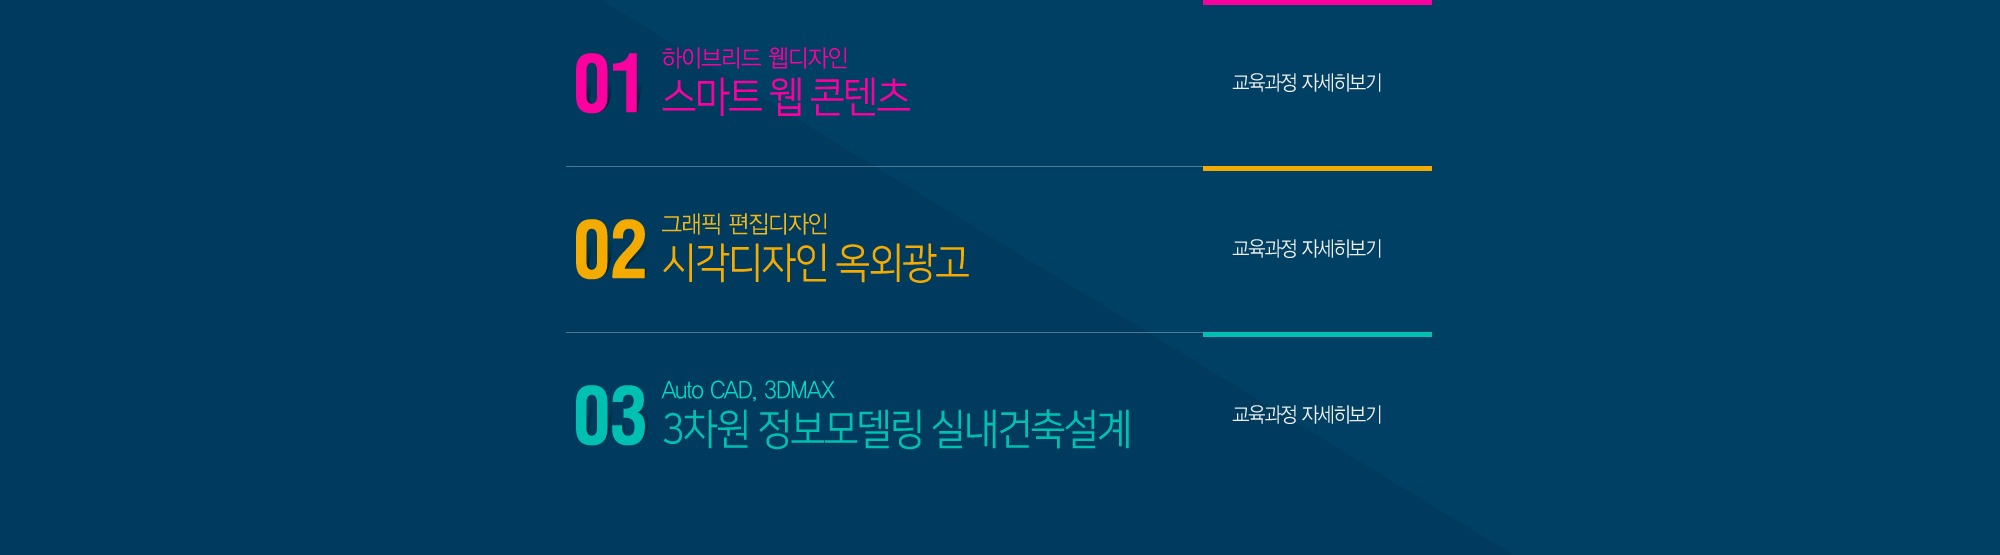 01
하이브리드 웹디자인
스마트 웹 콘텐츠
교육과정 자세히보기
02
그래픽 편집디자인
시각디자인 옥외광고
교육과정 자세히보기
03
Auto CAD, 3DMAX
3차원 정보모델링 실내건축설계
교육과정 자세히보기